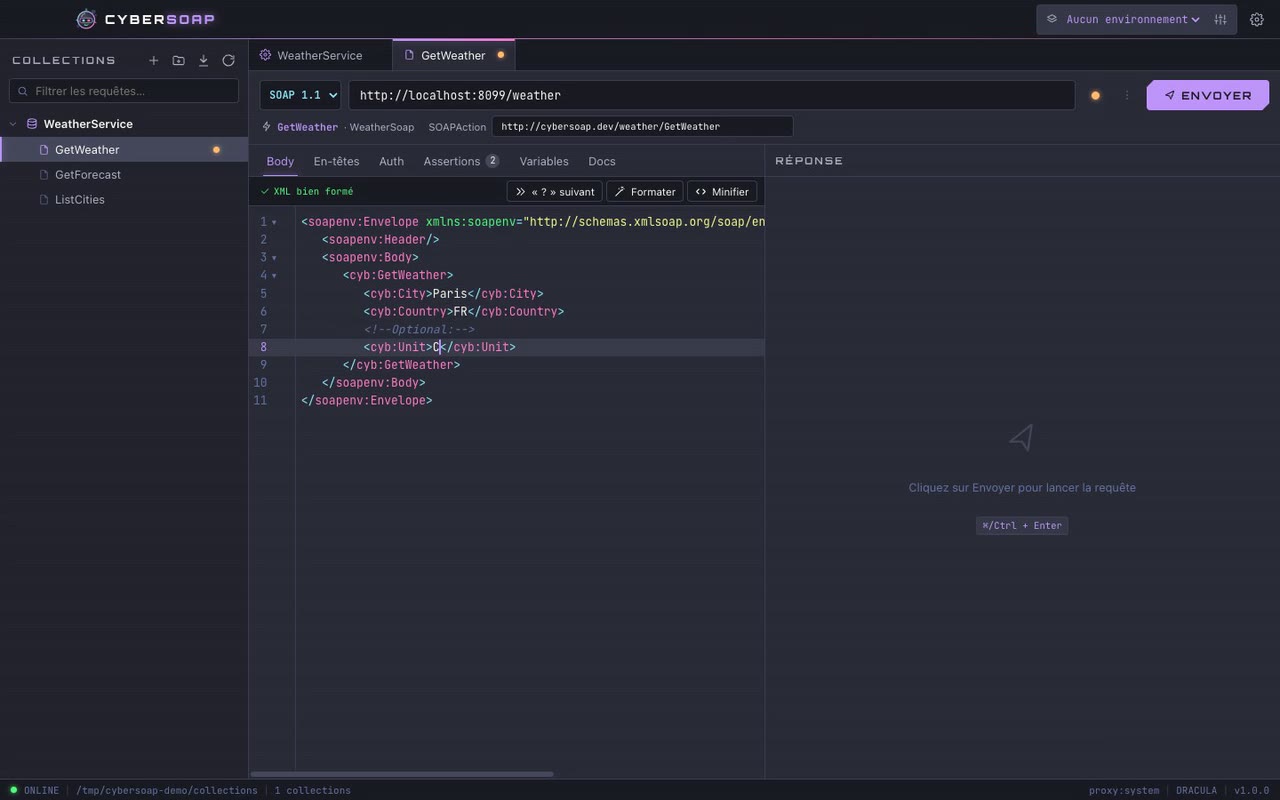 CYBERSOAP
Aucun environnement
COLLECTIONS
Filtrer les requêtes...
WeatherService
GetWeather
GetForecast
ListCities
WeatherService
GetWeather
SOAP 1.1
http://localhost:8099/weather
ENVOYER
GetWeather · WeatherSoap SOAPAction http://cybersoap.dev/weather/GetWeather
Body En-têtes Auth Assertions 2 Variables Docs
RÉPONSE
XML bien formé « ? » suivant Formater Minifier
1 <soapenv:Envelope xmlns:soapenv="http://schemas.xmlsoap.org/soap/en
2 <soapenv:Header/>
3 <soapenv:Body>
4 <cyb:GetWeather>
5 <cyb:City>Paris</cyb:City>
6 <cyb:Country>FR</cyb:Country>
7 <!--Optional:-->
8 <cyb:Unit>C</cyb:Unit>
9 </cyb:GetWeather>
10 </soapenv:Body>
11 </soapenv:Envelope>
Cliquez sur Envoyer pour lancer la requête
⌘/Ctrl + Enter
ONLINE | /tmp/cybersoap-demo/collections | 1 collections
proxy:system | DRACULA | v1.0.0